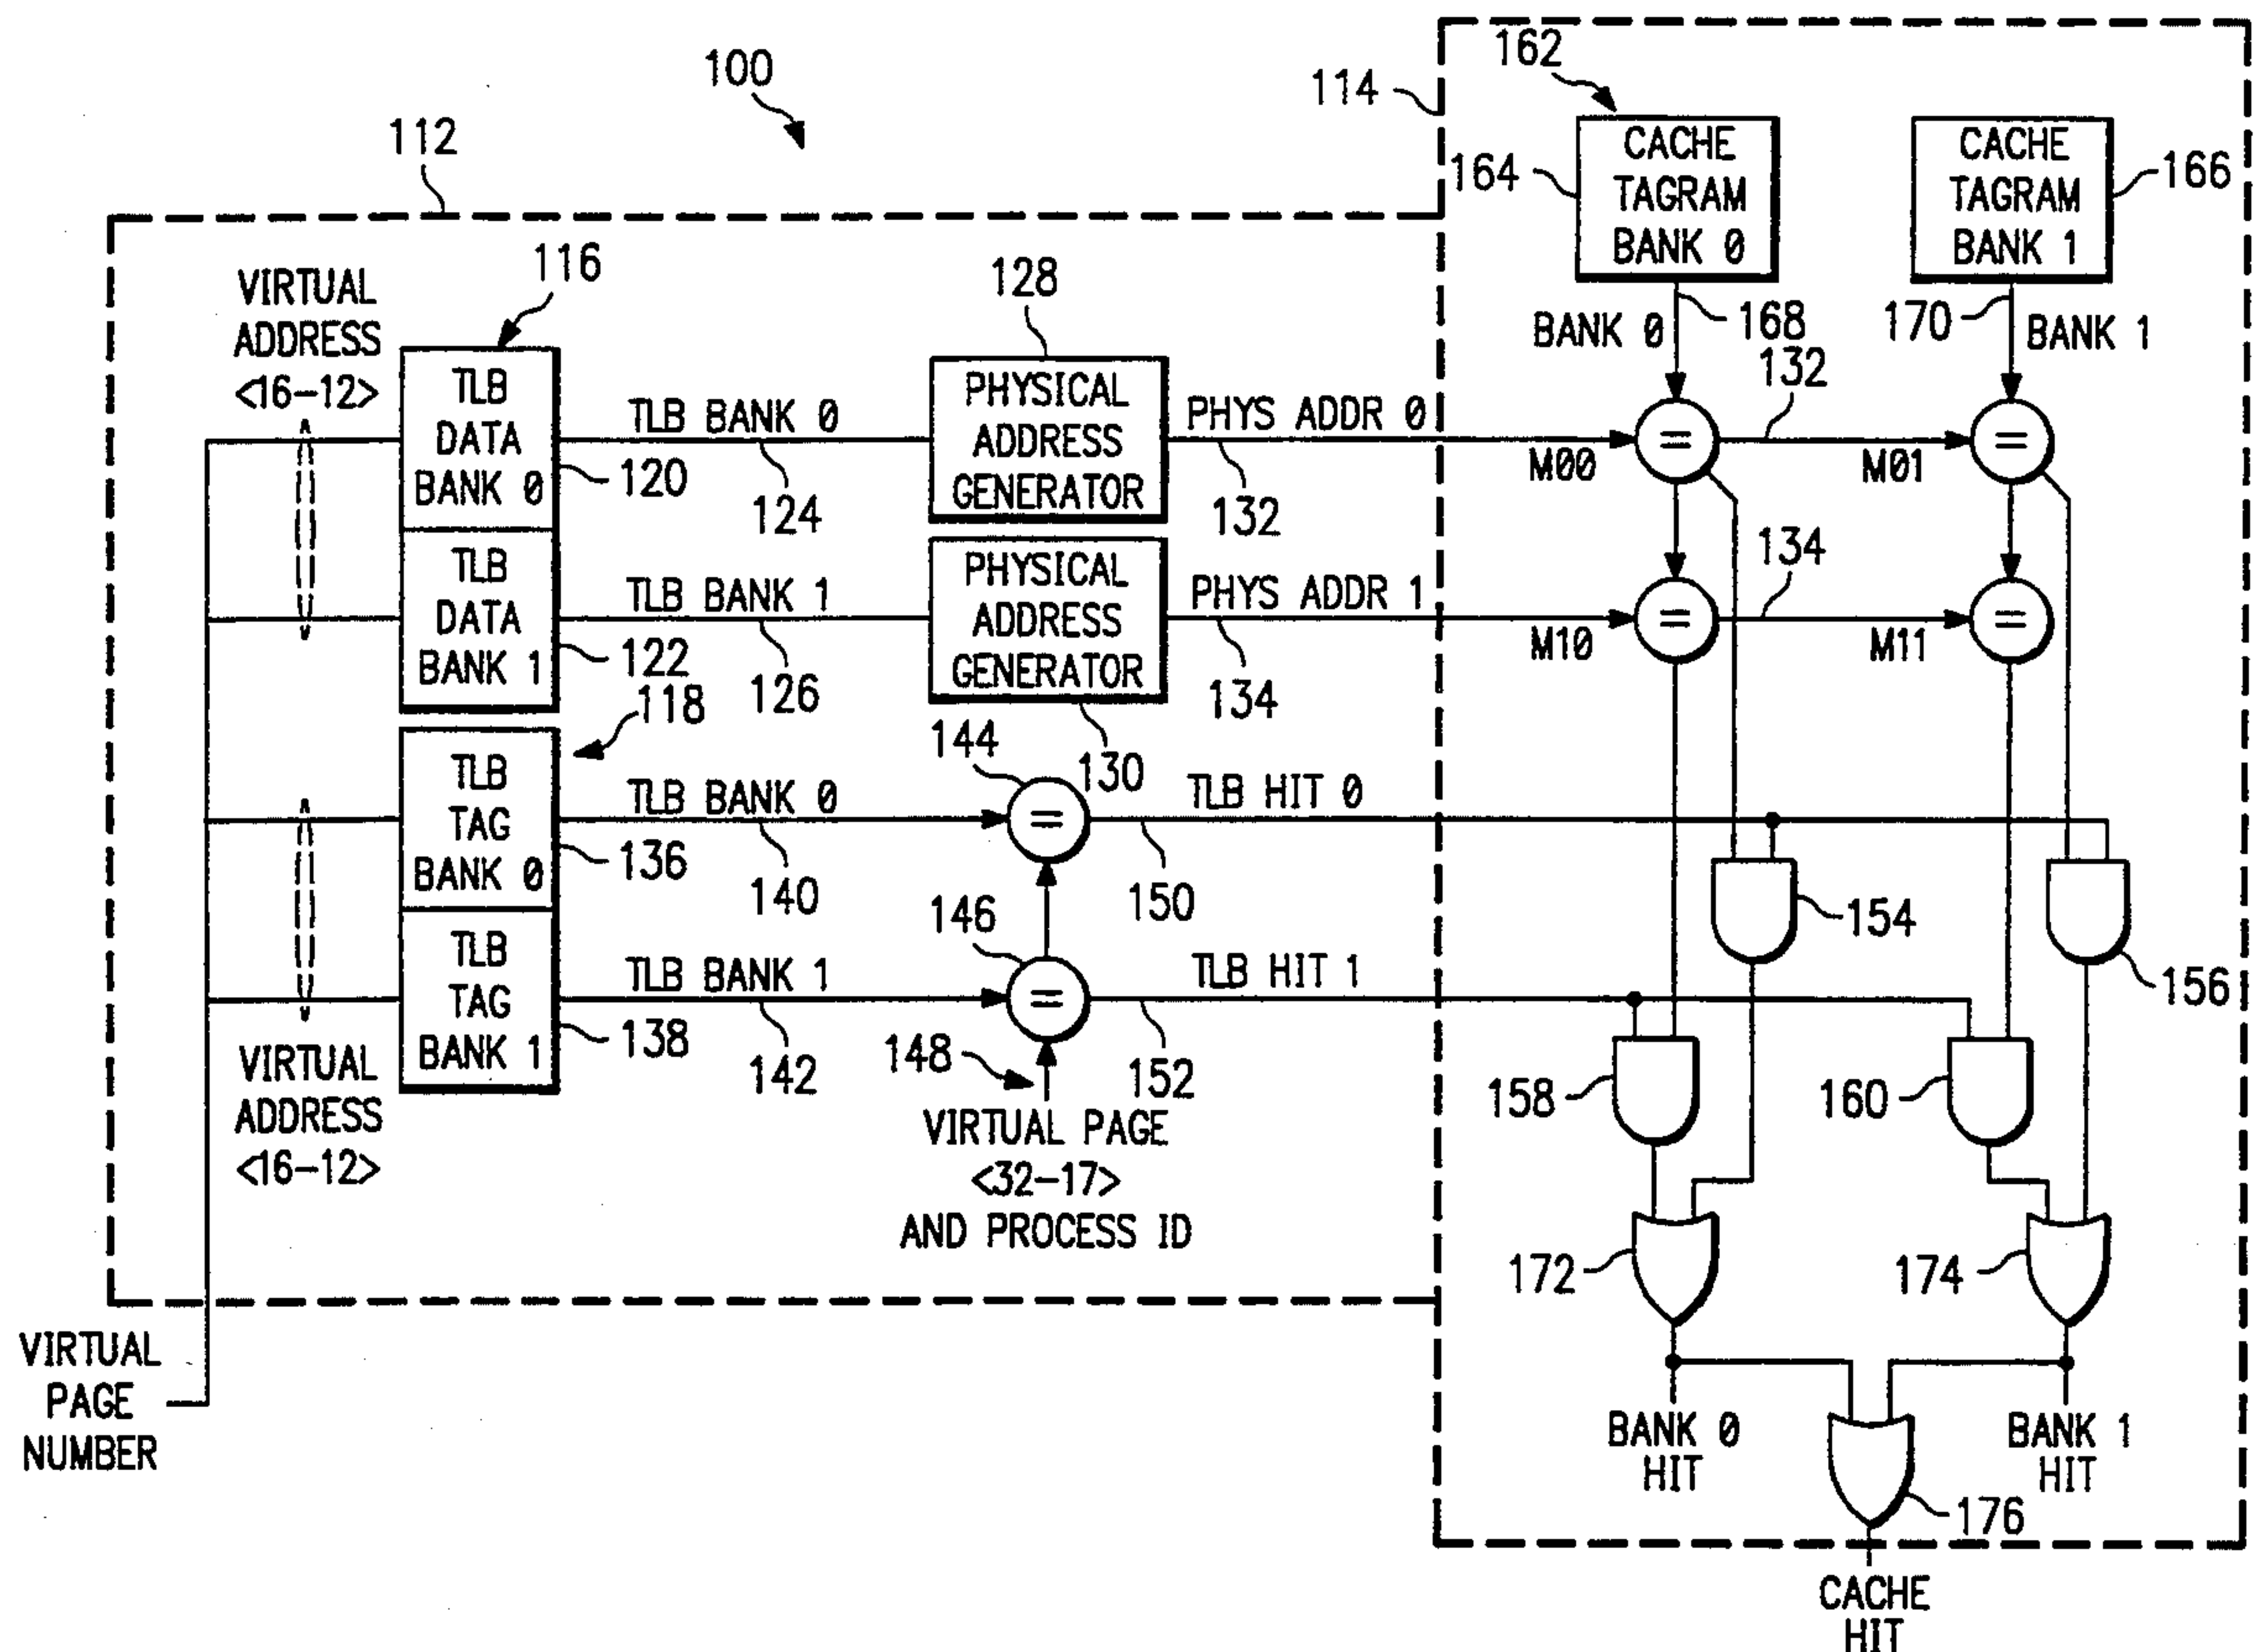 100
112
114
162
CACHE
TAGRAM
BANK 0
164
CACHE
TAGRAM
BANK 1
166
BANK 0
168
170
BANK 1
132
VIRTUAL
ADDRESS
<16-12>
116
TLB
DATA
BANK 0
120
TLB BANK 0
124
128
PHYSICAL
ADDRESS
GENERATOR
PHYS ADDR 0
132
=
M00
=
M01
TLB
DATA
BANK 1
122
TLB BANK 1
126
PHYSICAL
ADDRESS
GENERATOR
130
PHYS ADDR 1
134
134
=
M10
=
M11
118
TLB
TAG
BANK 0
136
TLB BANK 0
140
144
=
TLB HIT 0
150
154
156
TLB
TAG
BANK 1
138
TLB BANK 1
142
146
=
TLB HIT 1
152
148
158
160
VIRTUAL
ADDRESS
<16-12>
VIRTUAL PAGE
<32-17>
AND PROCESS ID
172
174
VIRTUAL
PAGE
NUMBER
BANK 0
HIT
BANK 1
HIT
176
CACHE
HIT